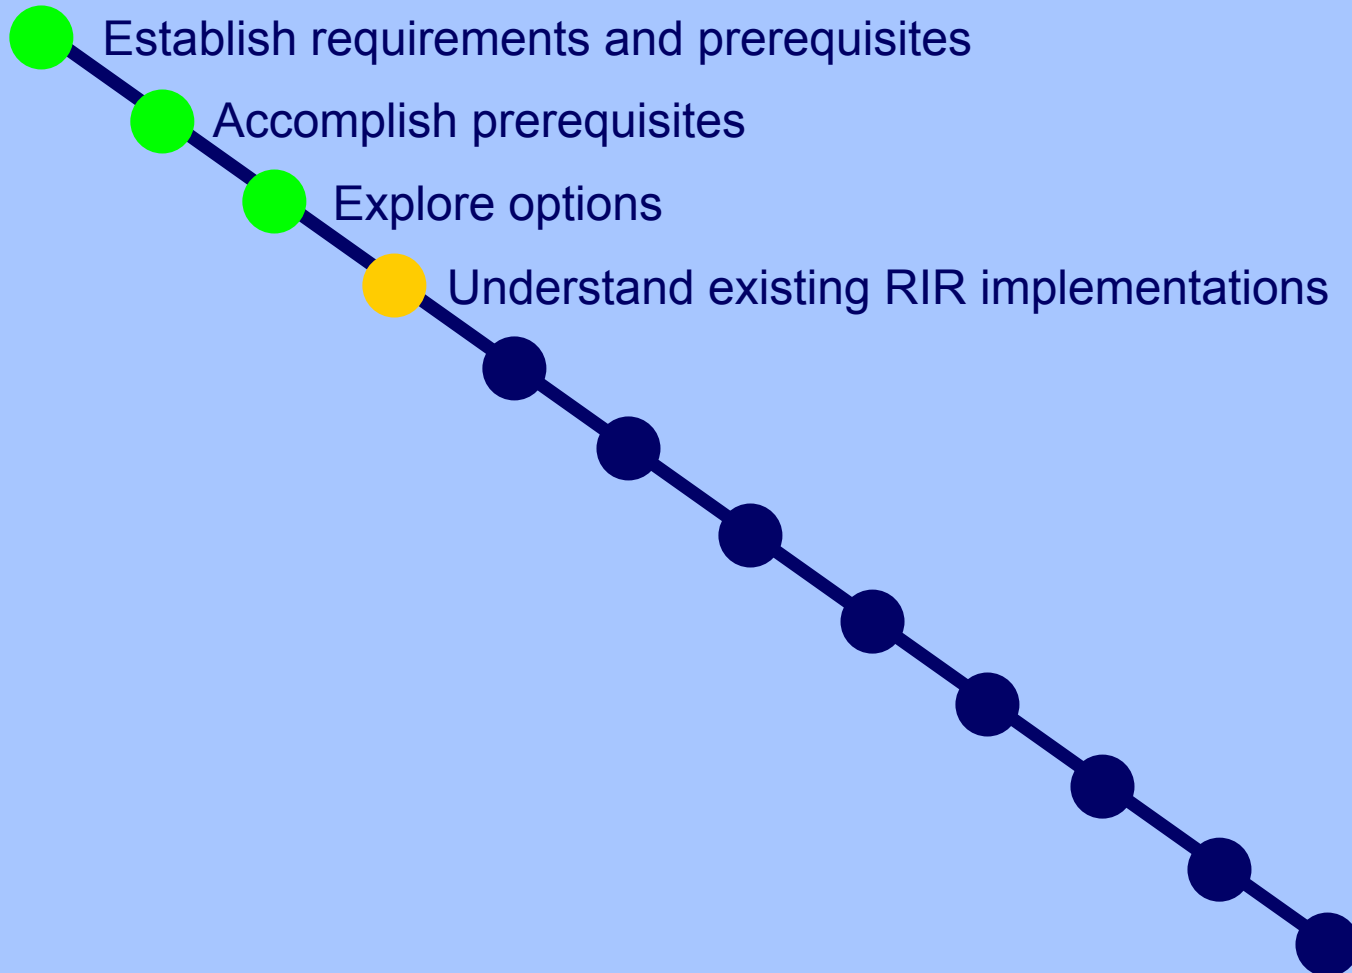 Establish requirements and prerequisites
Accomplish prerequisites
Explore options
Understand existing RIR implementations